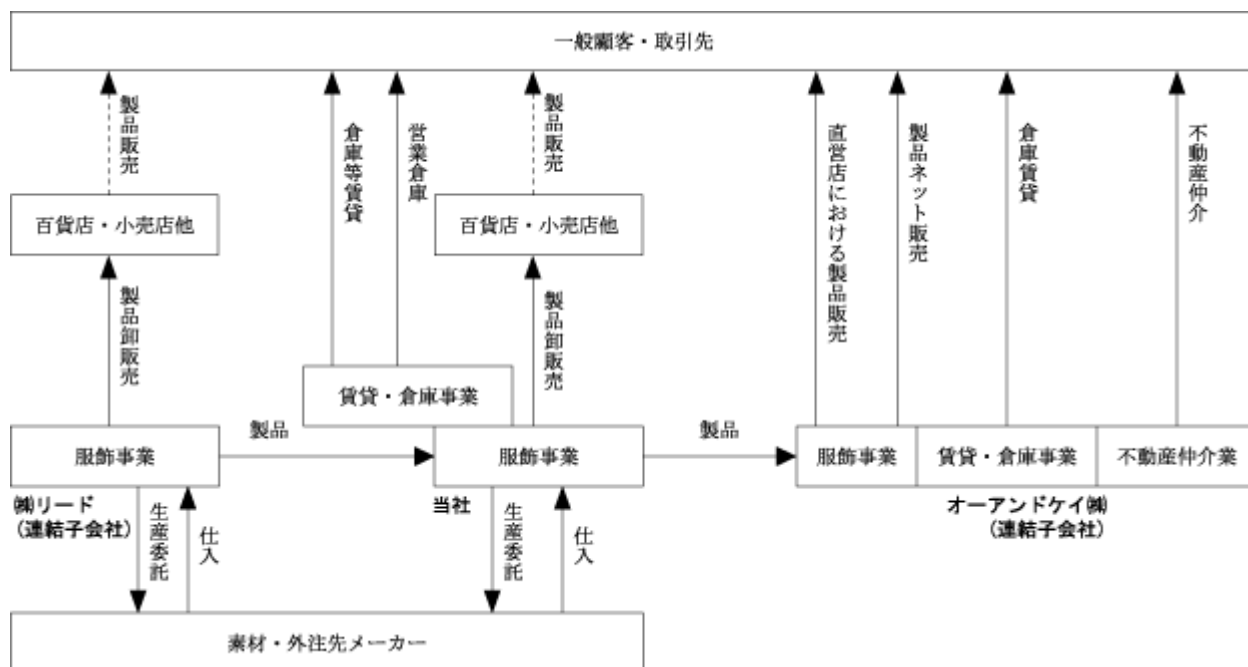 一般顧客・取引先
製品販売
倉庫等賃貸
営業倉庫
製品販売
直営店における製品販売
製品ネット販売
倉庫賃貸
不動産仲介
百貨店・小売店他
百貨店・小売店他
製品卸販売
製品卸販売
賃貸・倉庫事業
服飾事業
製品
服飾事業
製品
服飾事業
賃貸・倉庫事業
不動産仲介業
㈱リード
(連結子会社)
当社
オーアンドケイ㈱
(連結子会社)
生産委託
仕入
生産委託
仕入
素材・外注先メーカー